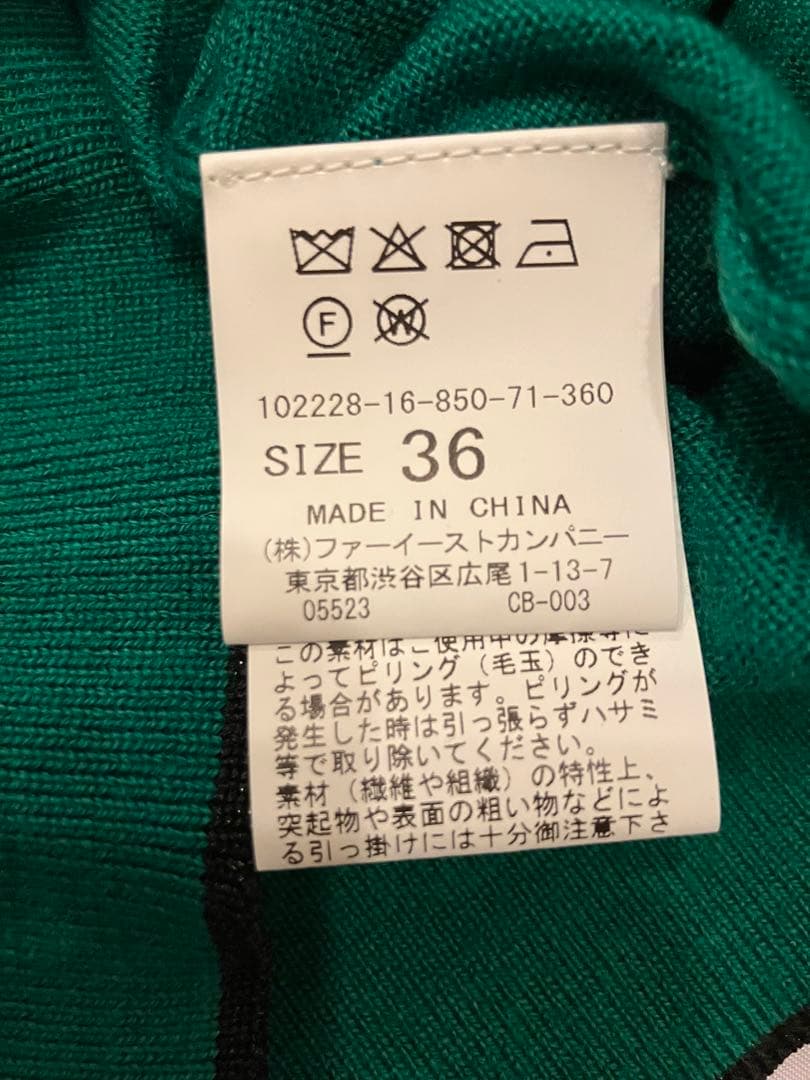 F W
102228-16-850-71-360
SIZE 36
MADE IN CHINA
(株)ファーイーストカンパニー
東京都渋谷区広尾1-13-7
05523 CB-003
この素材はご使用中の摩擦等に
よってピリング(毛玉)のでき
る場合があります。ピリングが
発生した時は引っ張らずハサミ
等で取り除いてください。
素材(繊維や組織)の特性上、
突起物や表面の粗い物などによ
る引っ掛けには十分御注意下さ